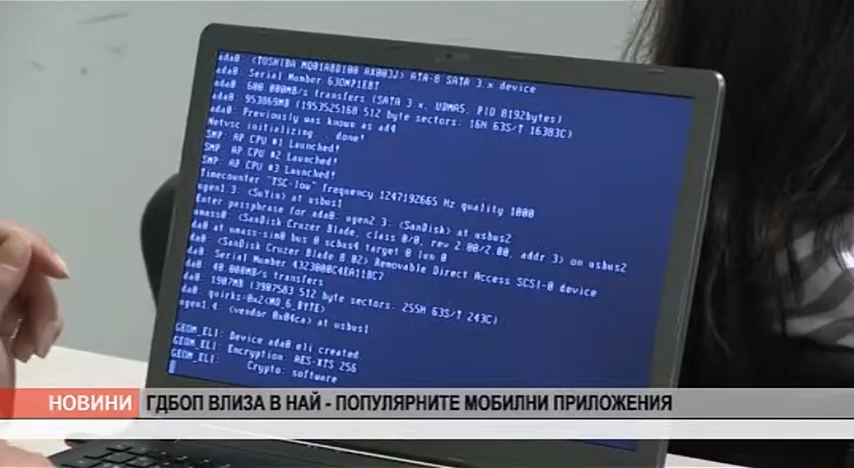 ada0: <TOSHIBA MQ01ABD100 AX003J> ATA-8 SATA 3.x device
ada0: Serial Number 63DMP1EBT
ada0: 600.000MB/s transfers (SATA 3.x, UDMA5, PIO 8192bytes)
ada0: 953869MB (1953525168 512 byte sectors: 16H 63S/T 16383C)
ada0: Previously was known as ad4
Netvsc initializing... done!
SMP: AP CPU #1 Launched!
SMP: AP CPU #2 Launched!
SMP: AP CPU #3 Launched!
Timecounter "TSC-low" frequency 1247192665 Hz quality 1000
ugen1.3: <SuYin> at usbus1
Enter passphrase for ada0: ugen2.3: <SanDisk> at usbus2
umass0: <SanDisk Cruzer Blade, class 0/0, rev 2.00/2.00, addr 3> on usbus2
da0 at umass-sim0 bus 0 scbus4 target 0 lun 0
da0: <SanDisk Cruzer Blade 8.02> Removable Direct Access SCSI-0 device
da0: Serial Number 4323000C4EA11BC7
da0: 40.000MB/s transfers
da0: 1907MB (3907583 512 byte sectors: 255H 63S/T 243C)
da0: quirks=0x2<NO_6_BYTE>
ugen1.4: <vendor 0x04ca> at usbus1
GEOM_ELI: Device ada0.eli created.
GEOM_ELI: Encryption: AES-XTS 256
GEOM_ELI: Crypto: software
НОВИНИ ГДБОП ВЛИЗА В НАЙ - ПОПУЛЯРНИТЕ МОБИЛНИ ПРИЛОЖЕНИЯ